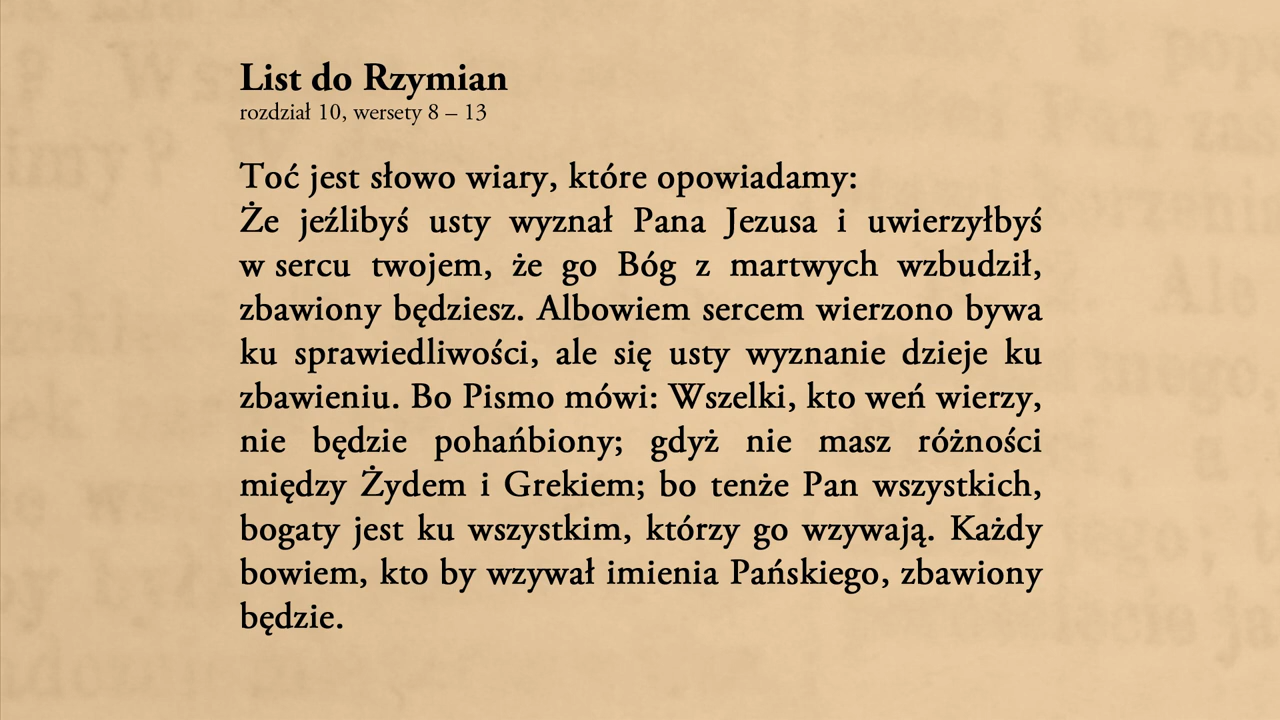 List do Rzymian
rozdział 10, wersety 8 – 13
Toć jest słowo wiary, które opowiadamy:
Że jeźlibyś usty wyznał Pana Jezusa i uwierzyłbyś
w sercu twojem, że go Bóg z martwych wzbudził,
zbawiony będziesz. Albowiem sercem wierzono bywa
ku sprawiedliwości, ale się usty wyznanie dzieje ku
zbawieniu. Bo Pismo mówi: Wszelki, kto weń wierzy,
nie będzie pohańbiony; gdyż nie masz różności
między Żydem i Grekiem; bo tenże Pan wszystkich,
bogaty jest ku wszystkim, którzy go wzywają. Każdy
bowiem, kto by wzywał imienia Pańskiego, zbawiony
będzie.